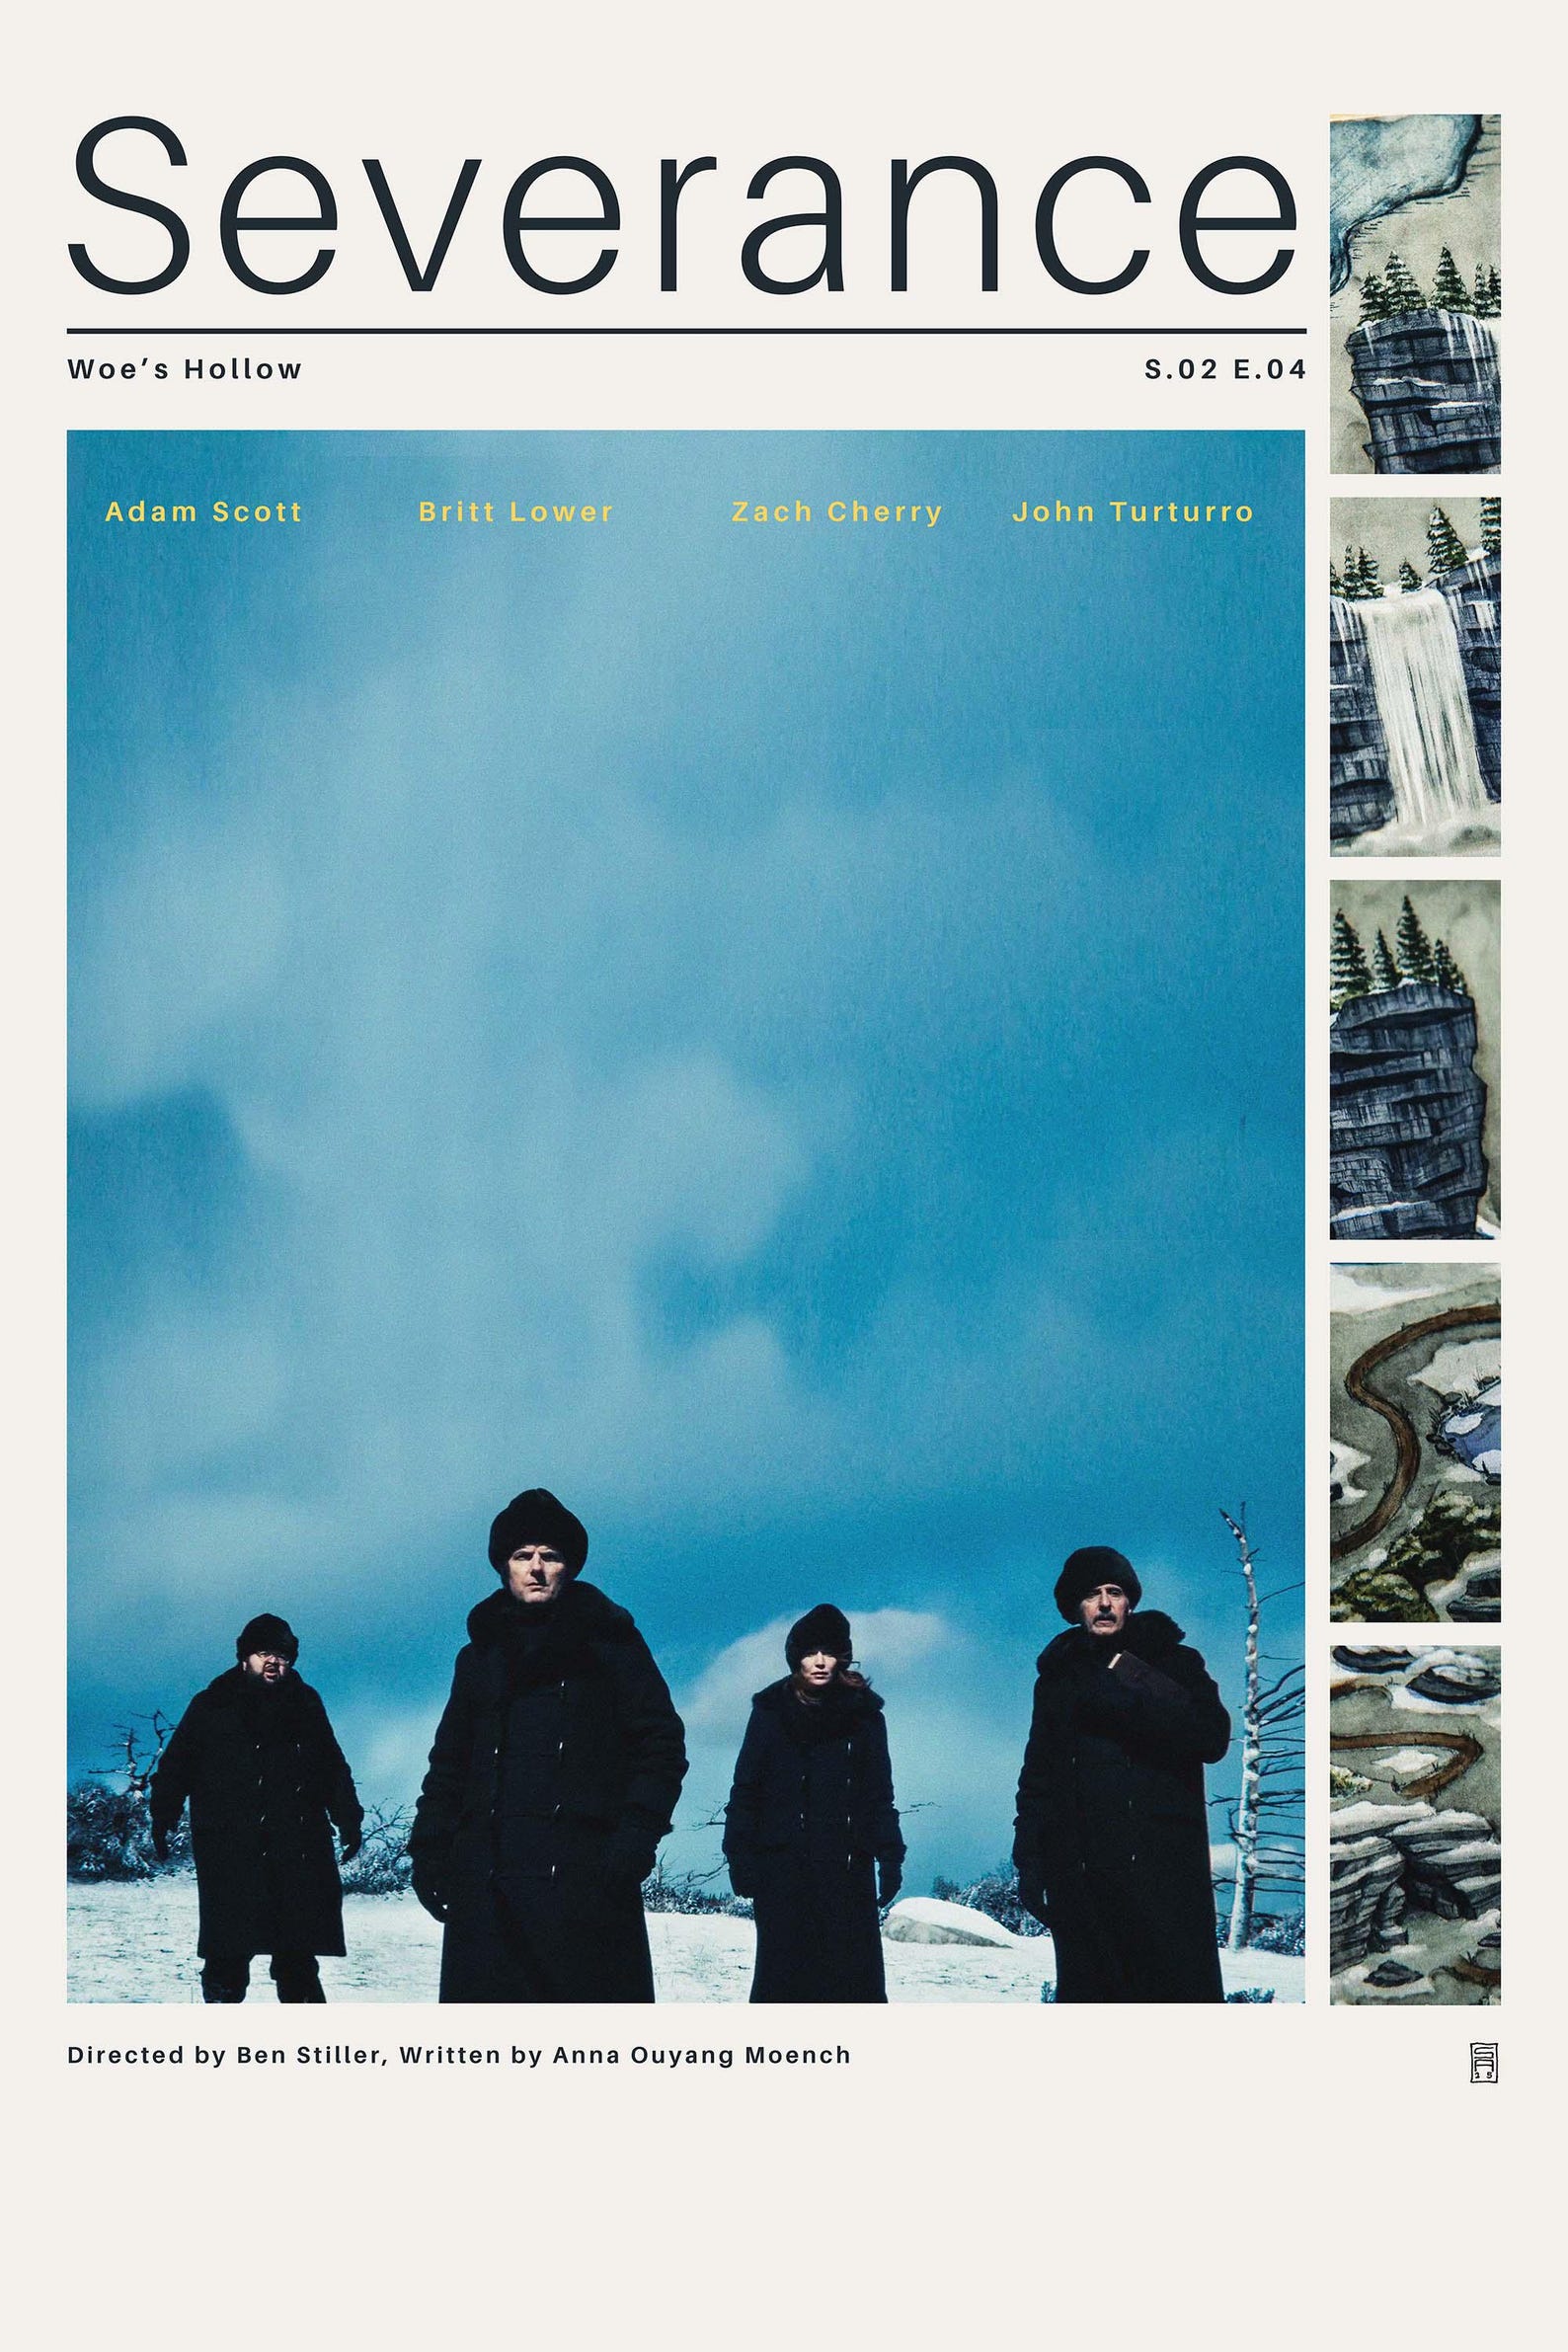 Severance
Woe’s Hollow S.02 E.04
Adam Scott Britt Lower Zach Cherry John Turturro
Directed by Ben Stiller, Written by Anna Ouyang Moench